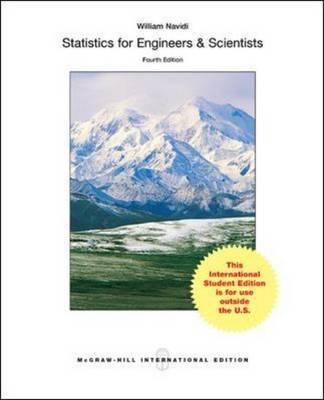 William Navidi
Statistics for Engineers & Scientists
Fourth Edition
This
International
Student Edition
is for use
outside
the U.S.
McGRAW-HILL INTERNATIONAL EDITION